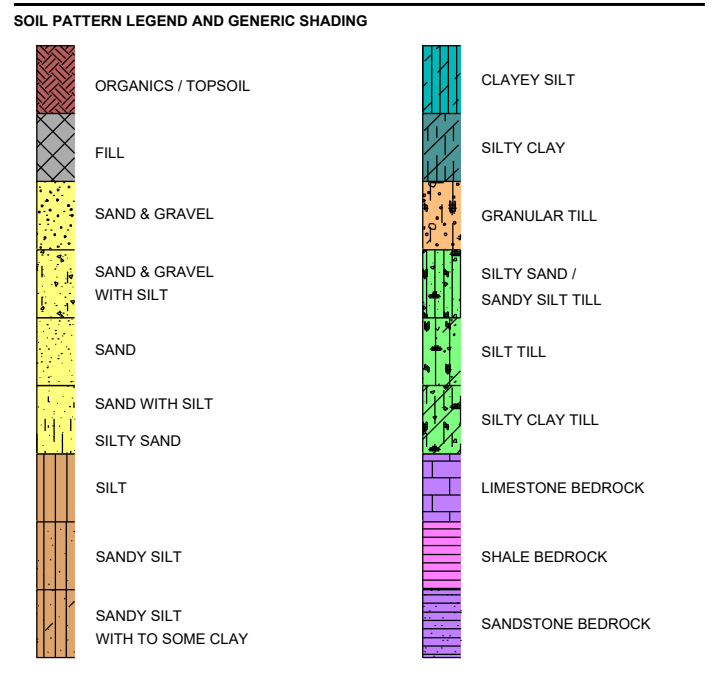 SOIL PATTERN LEGEND AND GENERIC SHADING
ORGANICS / TOPSOIL
FILL
SAND & GRAVEL
SAND & GRAVEL
WITH SILT
SAND
SAND WITH SILT
SILTY SAND
SILT
SANDY SILT
SANDY SILT
WITH TO SOME CLAY
CLAYEY SILT
SILTY CLAY
GRANULAR TILL
SILTY SAND /
SANDY SILT TILL
SILT TILL
SILTY CLAY TILL
LIMESTONE BEDROCK
SHALE BEDROCK
SANDSTONE BEDROCK